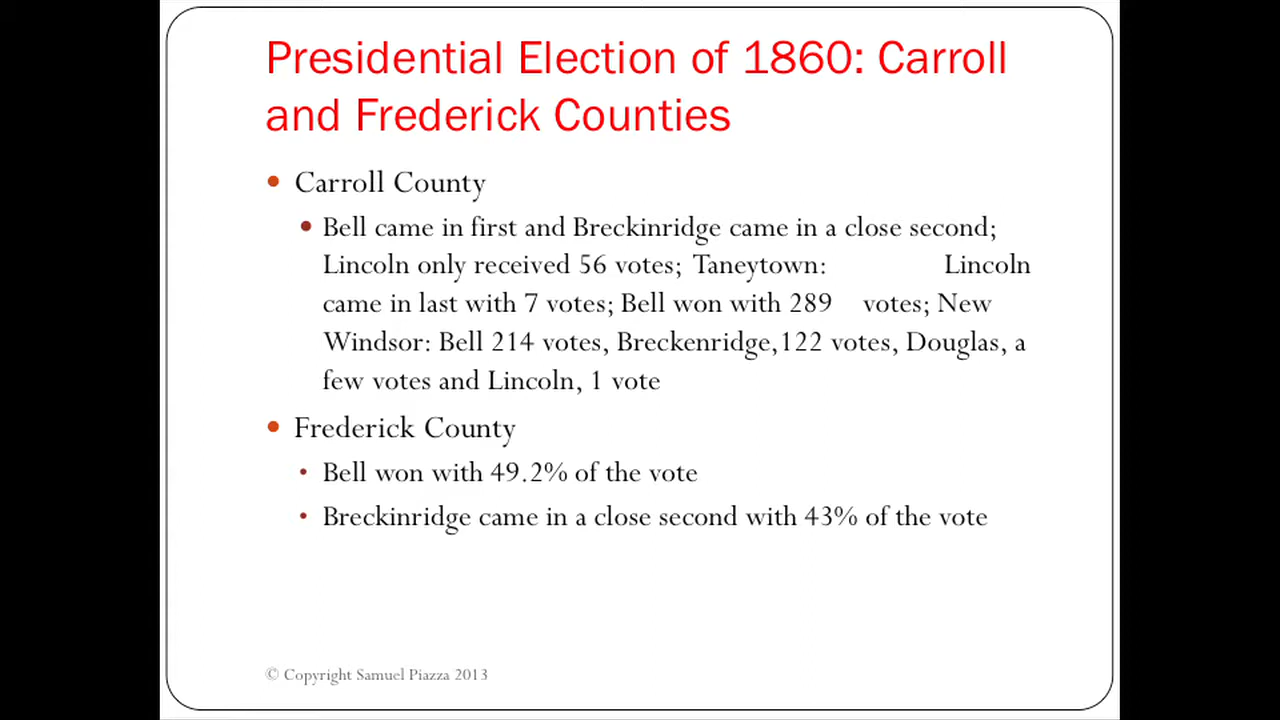 Presidential Election of 1860: Carroll
and Frederick Counties
• Carroll County
• Bell came in first and Breckinridge came in a close second;
Lincoln only received 56 votes; Taneytown: Lincoln
came in last with 7 votes; Bell won with 289 votes; New
Windsor: Bell 214 votes, Breckenridge,122 votes, Douglas, a
few votes and Lincoln, 1 vote
• Frederick County
• Bell won with 49.2% of the vote
• Breckinridge came in a close second with 43% of the vote
© Copyright Samuel Piazza 2013